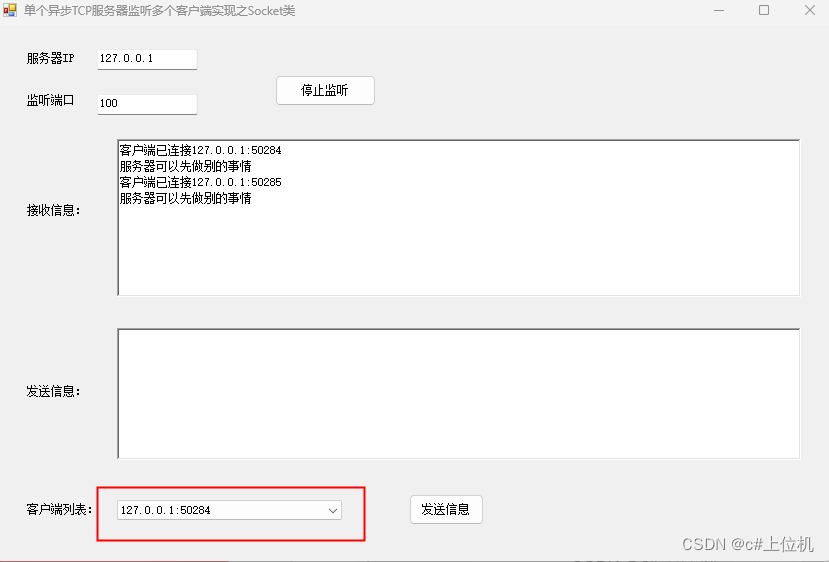 单个异步TCP服务器监听多个客户端实现之Socket类
服务器IP 127.0.0.1
停止监听
监听端口 100
客户端已连接127.0.0.1:50284
服务器可以先做别的事情
客户端已连接127.0.0.1:50285
服务器可以先做别的事情
接收信息：
发送信息：
客户端列表： 127.0.0.1:50284 发送信息
CSDN @c#上位机